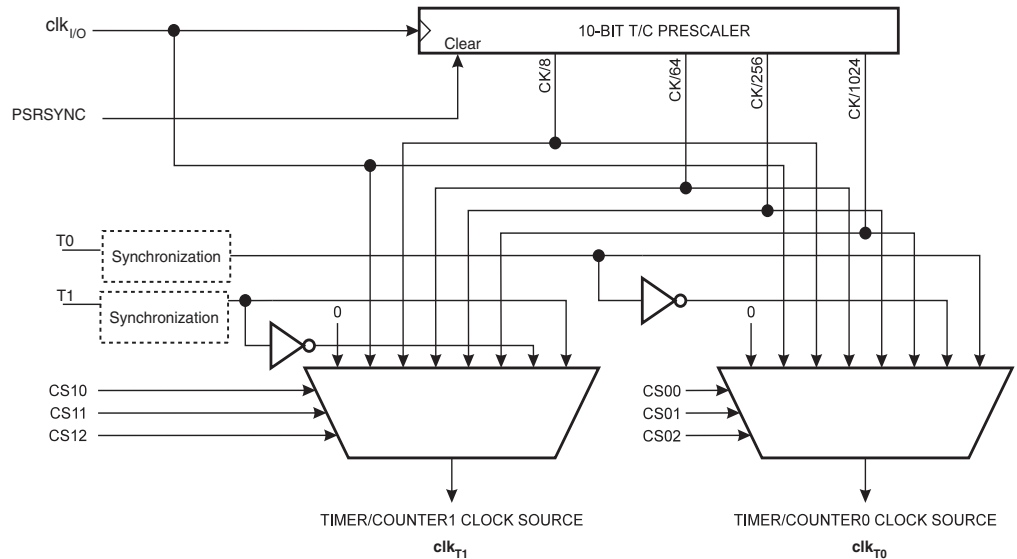 clkI/O
10-BIT T/C PRESCALER
Clear
CK/8
CK/64
CK/256
CK/1024
PSRSYNC
T0
Synchronization
T1
Synchronization
0
0
CS10
CS11
CS12
CS00
CS01
CS02
TIMER/COUNTER1 CLOCK SOURCE
clkT1
TIMER/COUNTER0 CLOCK SOURCE
clkT0